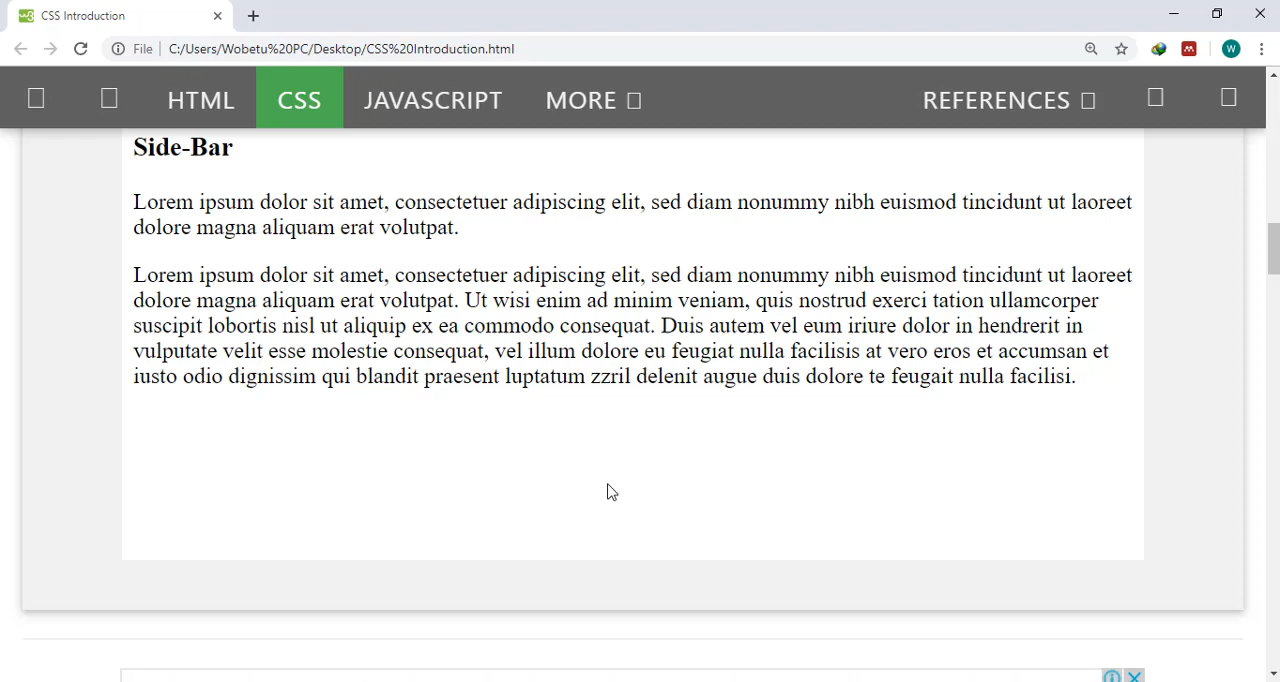 CSS Introduction
File
C:/Users/Wobetu%20PC/Desktop/CSS%20Introduction.html
W
HTML CSS JAVASCRIPT MORE REFERENCES
Side-Bar
Lorem ipsum dolor sit amet, consectetuer adipiscing elit, sed diam nonummy nibh euismod tincidunt ut laoreet
dolore magna aliquam erat volutpat.
Lorem ipsum dolor sit amet, consectetuer adipiscing elit, sed diam nonummy nibh euismod tincidunt ut laoreet
dolore magna aliquam erat volutpat. Ut wisi enim ad minim veniam, quis nostrud exerci tation ullamcorper
suscipit lobortis nisl ut aliquip ex ea commodo consequat. Duis autem vel eum iriure dolor in hendrerit in
vulputate velit esse molestie consequat, vel illum dolore eu feugiat nulla facilisis at vero eros et accumsan et
iusto odio dignissim qui blandit praesent luptatum zzril delenit augue duis dolore te feugait nulla facilisi.